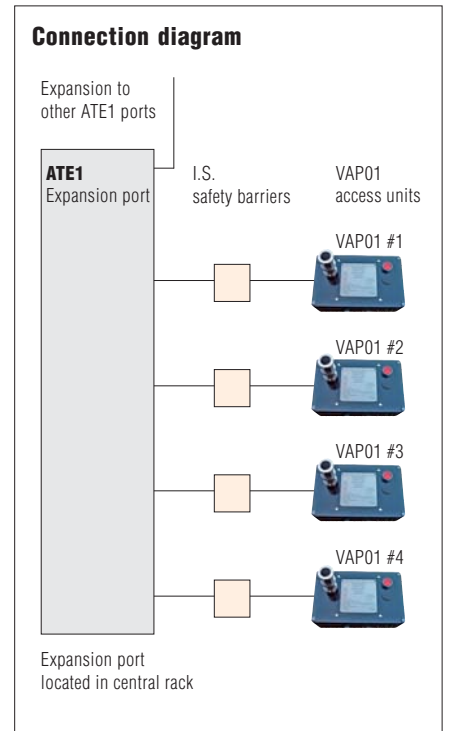 Connection diagram
Expansion to
other ATE1 ports
ATE1
Expansion port
I.S.
safety barriers
VAP01
access units
VAP01 #1
VAP01 #2
VAP01 #3
VAP01 #4
Expansion port
located in central rack